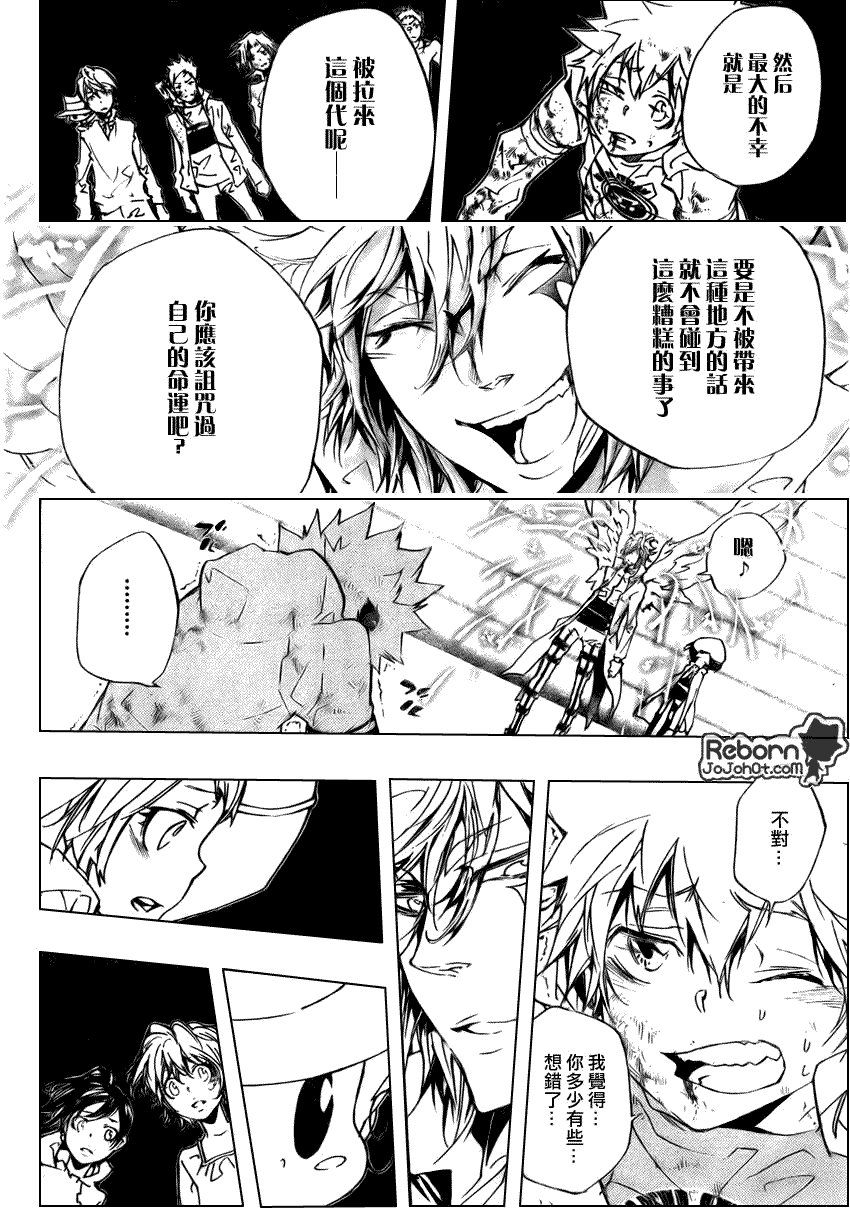 然后
最大的不幸
就是
被拉來
這個代呢——
要是不被帶來
這種地方的話
就不會碰到
這麼糟糕的事了
你應該詛咒過
自己的命運吧？
嗯♪
………
Reborn
JoJoHOt.coM
不對…
我覺得…
你多少有些…
想錯了…